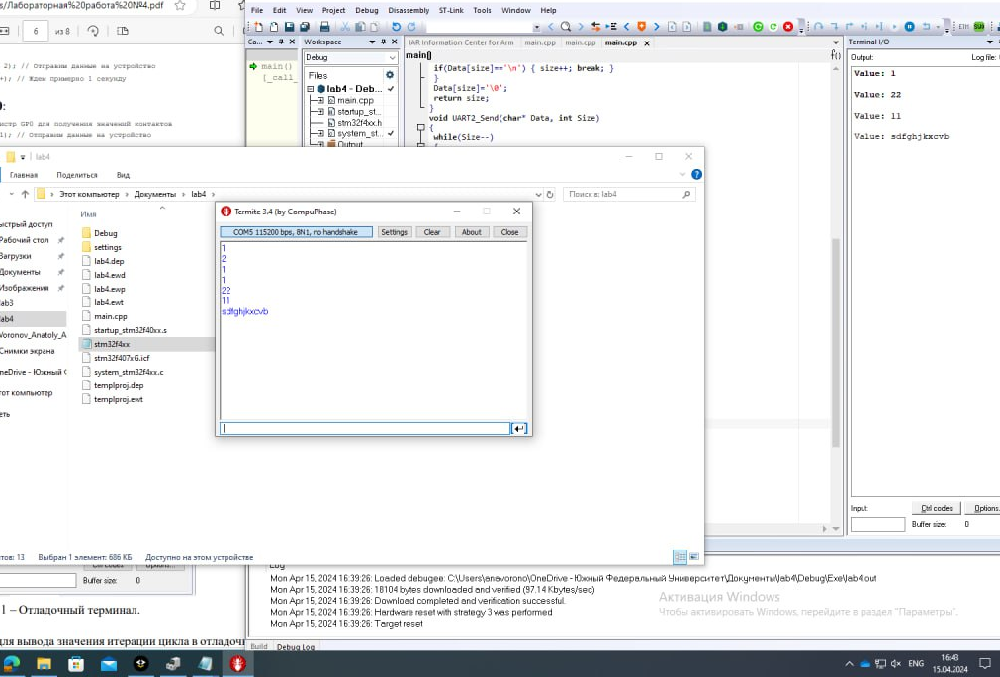 s/Лабораторная%20работа%20№4.pdf
6 из 8
2); // Отправим данные на устройство
+); // Ждем примерно 1 секунду
стр GPIO для получения значений контактов
1); // Отправим данные на устройство
File Edit View Project Debug Disassembly ST-Link Tools Window Help
Ca...
main()
[_call_
Workspace
Debug
Files
lab4 - Deb...
main.cpp
startup_st...
stm32f4xx.h
system_st...
Output
IAR Information Center for Arm main.cpp main.cpp main.cpp
main()
if(Data[size]=='\n') { size++; break; }
}
Data[size]='\0';
return size;
}
void UART2_Send(char* Data, int Size)
{
while(Size--)
Terminal I/O
Output: Log file:
Value: 1
Value: 22
Value: 11
Value: sdfghjkxcvb
Input:
Ctrl codes Options.
Buffer size: 0
lab4
Главная Поделиться Вид
Этот компьютер Документы lab4
Поиск в: lab4
ыстрый доступ
Рабочий стол
Загрузки
Документы
Изображения
lab3
lab4
Voronov_Anatoly_A
Снимки экрана
neDrive - Южный
тот компьютер
еть
Имя
Debug
settings
lab4.dep
lab4.ewd
lab4.ewp
lab4.ewt
main.cpp
startup_stm32f40xx.s
stm32f4xx
stm32f407xG.icf
system_stm32f4xx.c
templproj.dep
templproj.ewt
Termite 3.4 (by CompuPhase)
COM5 115200 bps, 8N1, no handshake Settings Clear About Close
1
2
1
1
22
11
sdfghjkxcvb
тов: 13 Выбран 1 элемент: 686 КБ Доступно на этом устройстве
Buffer size: 0
1 – Отладочный терминал.
для вывода значения итерации цикла в отладочн
Log
Mon Apr 15, 2024 16:39:26: Loaded debugee: C:\Users\anavorono\OneDrive - Южный Федеральный Университет\Документы\lab4\Debug\Exe\lab4.out
Mon Apr 15, 2024 16:39:26: 18104 bytes downloaded and verified (97.14 Kbytes/sec)
Mon Apr 15, 2024 16:39:26: Download completed and verification successful.
Mon Apr 15, 2024 16:39:26: Hardware reset with strategy 3 was performed
Mon Apr 15, 2024 16:39:26: Target reset
Активация Windows
Чтобы активировать Windows, перейдите в раздел "Параметры".
Build Debug Log
ENG
16:43
15.04.2024